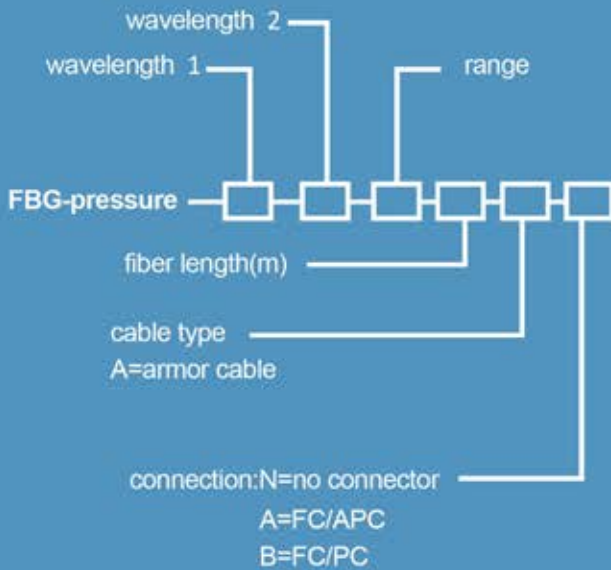 wavelength 2
wavelength 1
range
FBG-pressure
fiber length(m)
cable type
A=armor cable
connection:N=no connector
A=FC/APC
B=FC/PC